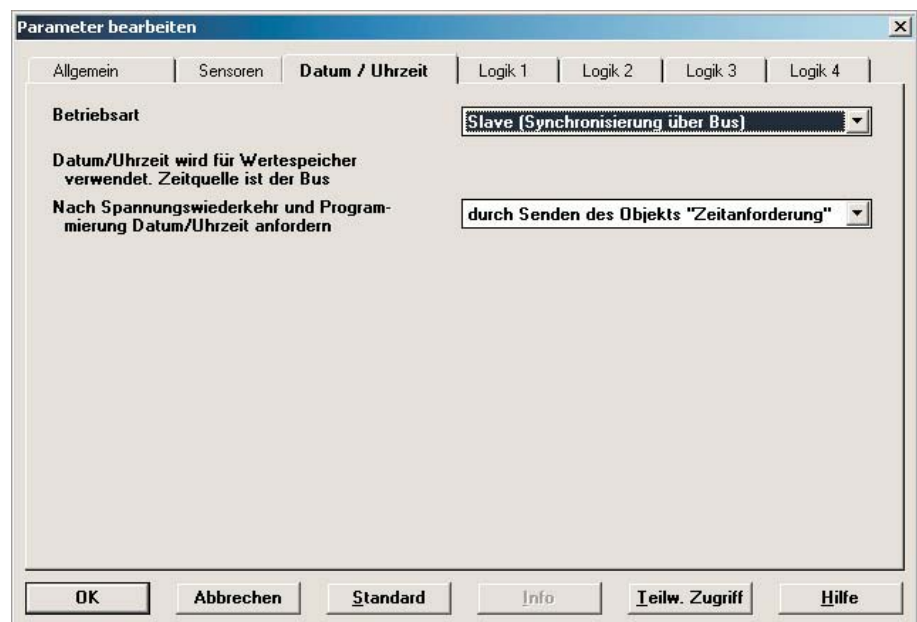 Parameter bearbeiten
Allgemein Sensoren Datum / Uhrzeit Logik 1 Logik 2 Logik 3 Logik 4
Betriebsart Slave (Synchronisierung über Bus)
Datum/Uhrzeit wird für Wertespeicher
verwendet. Zeitquelle ist der Bus
Nach Spannungswiederkehr und Program-
mierung Datum/Uhrzeit anfordern
durch Senden des Objekts "Zeitanforderung"
OK Abbrechen Standard Info Teilw. Zugriff Hilfe